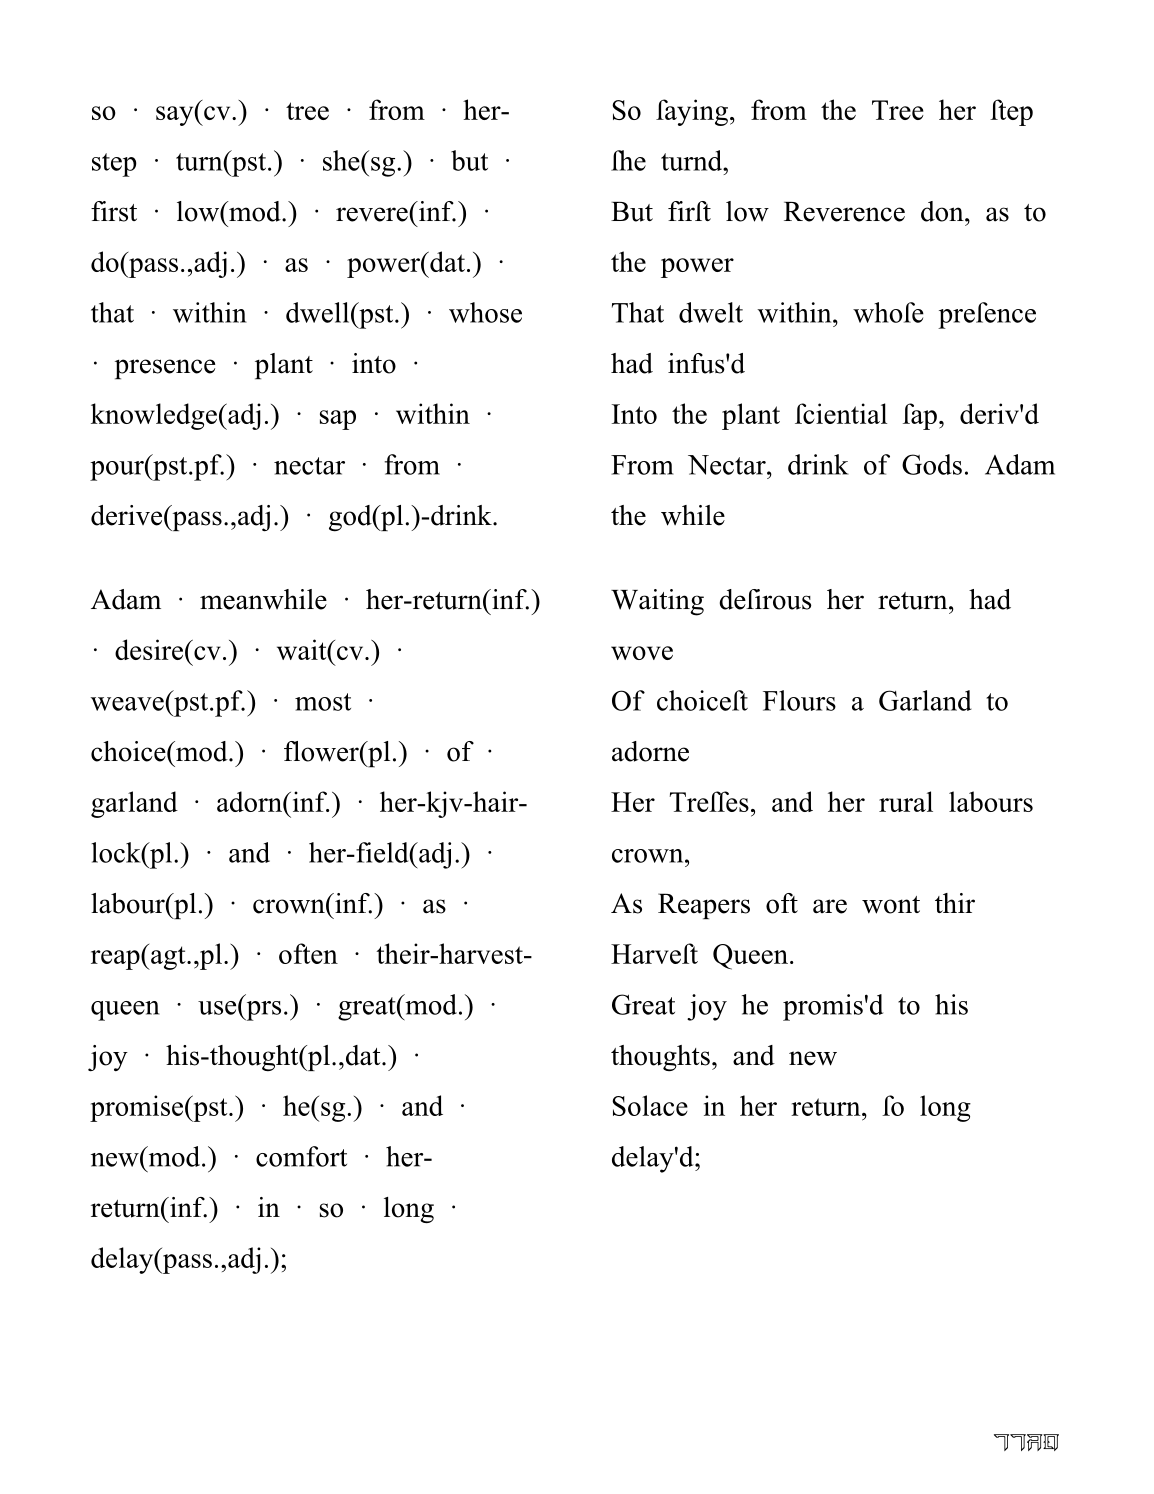 so · say(cv.) · tree · from · her-
step · turn(pst.) · she(sg.) · but ·
first · low(mod.) · revere(inf.) ·
do(pass.,adj.) · as · power(dat.) ·
that · within · dwell(pst.) · whose
· presence · plant · into ·
knowledge(adj.) · sap · within ·
pour(pst.pf.) · nectar · from ·
derive(pass.,adj.) · god(pl.)-drink.
Adam · meanwhile · her-return(inf.)
· desire(cv.) · wait(cv.) ·
weave(pst.pf.) · most ·
choice(mod.) · flower(pl.) · of ·
garland · adorn(inf.) · her-kjv-hair-
lock(pl.) · and · her-field(adj.) ·
labour(pl.) · crown(inf.) · as ·
reap(agt.,pl.) · often · their-harvest-
queen · use(prs.) · great(mod.) ·
joy · his-thought(pl.,dat.) ·
promise(pst.) · he(sg.) · and ·
new(mod.) · comfort · her-
return(inf.) · in · so · long ·
delay(pass.,adj.);
So ſaying, from the Tree her ſtep
ſhe turnd,
But firſt low Reverence don, as to
the power
That dwelt within, whoſe preſence
had infus'd
Into the plant ſciential ſap, deriv'd
From Nectar, drink of Gods. Adam
the while
Waiting deſirous her return, had
wove
Of choiceſt Flours a Garland to
adorne
Her Treſſes, and her rural labours
crown,
As Reapers oft are wont thir
Harveſt Queen.
Great joy he promis'd to his
thoughts, and new
Solace in her return, ſo long
delay'd;